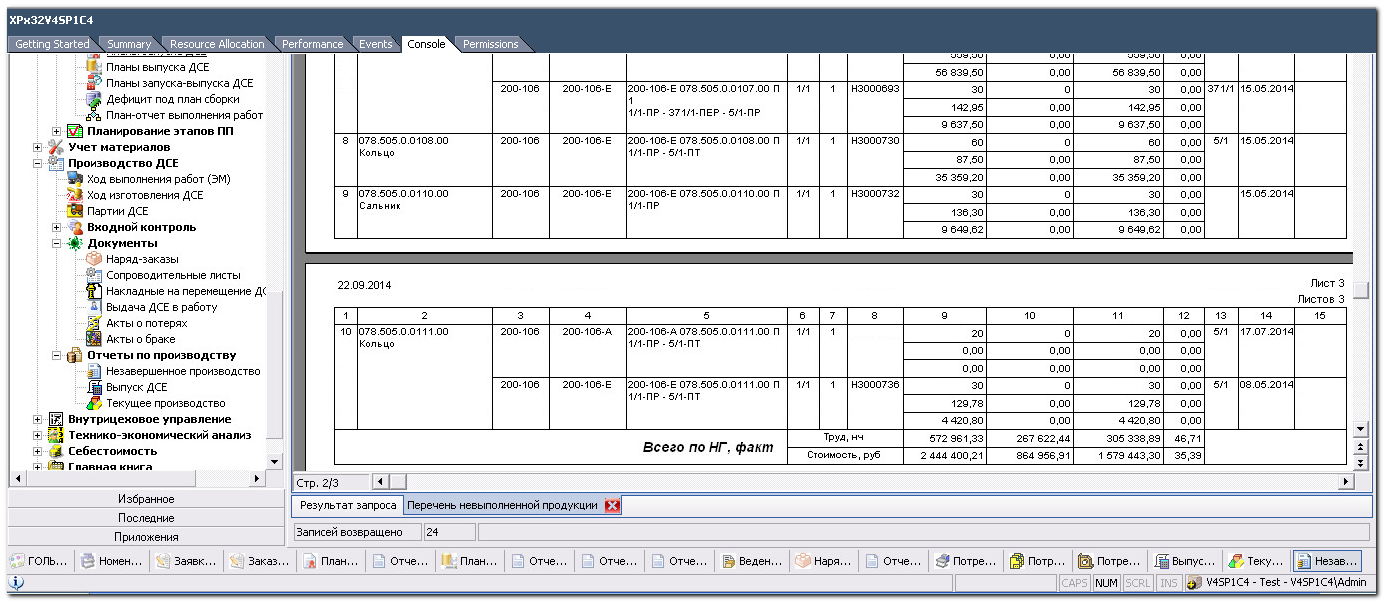 XPx32V4SP1C4
Getting Started Summary Resource Allocation Performance Events Console Permissions
Планы выпуска ДСЕ
Планы запуска-выпуска ДСЕ
Дефицит под план сборки
План-отчет выполнения работ
Планирование этапов ПП
Учет материалов
Производство ДСЕ
Ход выполнения работ (ЭМ)
Ход изготовления ДСЕ
Партии ДСЕ
Входной контроль
Документы
Наряд-заказы
Сопроводительные листы
Накладные на перемещение ДС
Выдача ДСЕ в работу
Акты о потерях
Акты о браке
Отчеты по производству
Незавершенное производство
Выпуск ДСЕ
Текущее производство
Внутрицеховое управление
Технико-экономический анализ
Себестоимость
Главная книга
Избранное
Последние
Приложения
56 839,50 0,00 56 839,50 0,00
200-106 200-106-Е 200-106-Е 078.505.0.0107.00 П 1/1 1 Н3000693 30 0 30 0,00 371/1 15.05.2014
1
1/1-ПР - 371/1-ПЕР - 5/1-ПР
142,95 0,00 142,95 0,00
9 637,50 0,00 9 637,50 0,00
8 078.505.0.0108.00 200-106 200-106-Е 200-106-Е 078.505.0.0108.00 П 1/1 1 Н3000730 60 0 60 0,00 5/1 15.05.2014
Кольцо 1/1-ПР - 5/1-ПТ
87,50 0,00 87,50 0,00
35 359,20 0,00 35 359,20 0,00
9 078.505.0.0110.00 200-106 200-106-Е 200-106-Е 078.505.0.0110.00 П 1/1 1 Н3000732 30 0 30 0,00 15.05.2014
Сальник 1/1-ПР
136,30 0,00 136,30 0,00
9 649,62 0,00 9 649,62 0,00
22.09.2014 Лист 3
Листов 3
1 2 3 4 5 6 7 8 9 10 11 12 13 14 15
10 078.505.0.0111.00 200-106 200-106-А 200-106-А 078.505.0.0111.00 П 1/1 1 20 0 20 0,00 5/1 17.07.2014
Кольцо 1/1-ПР - 5/1-ПТ
0,00 0,00 0,00 0,00
0,00 0,00 0,00 0,00
200-106 200-106-Е 200-106-Е 078.505.0.0111.00 П 1/1 1 Н3000736 30 0 30 0,00 5/1 08.05.2014
1/1-ПР - 5/1-ПТ
129,78 0,00 129,78 0,00
4 420,80 0,00 4 420,80 0,00
Всего по НГ, факт
Труд, нч 572 961,33 267 622,44 305 338,89 46,71
Стоимость, руб 2 444 400,21 864 956,91 1 579 443,30 35,39
Стр. 2/3
Результат запроса Перечень невыполненной продукции
Записей возвращено 24
ГОЛЬ... Номен... Заявк... Заказ... План... Отче... План... Отче... Отче... Отче... Веден... Наря... Отче... Потре... Потр... Потре... Выпус... Теку... Незав...
CAPS NUM SCRL INS V4SP1C4 - Test - V4SP1C4\Admin